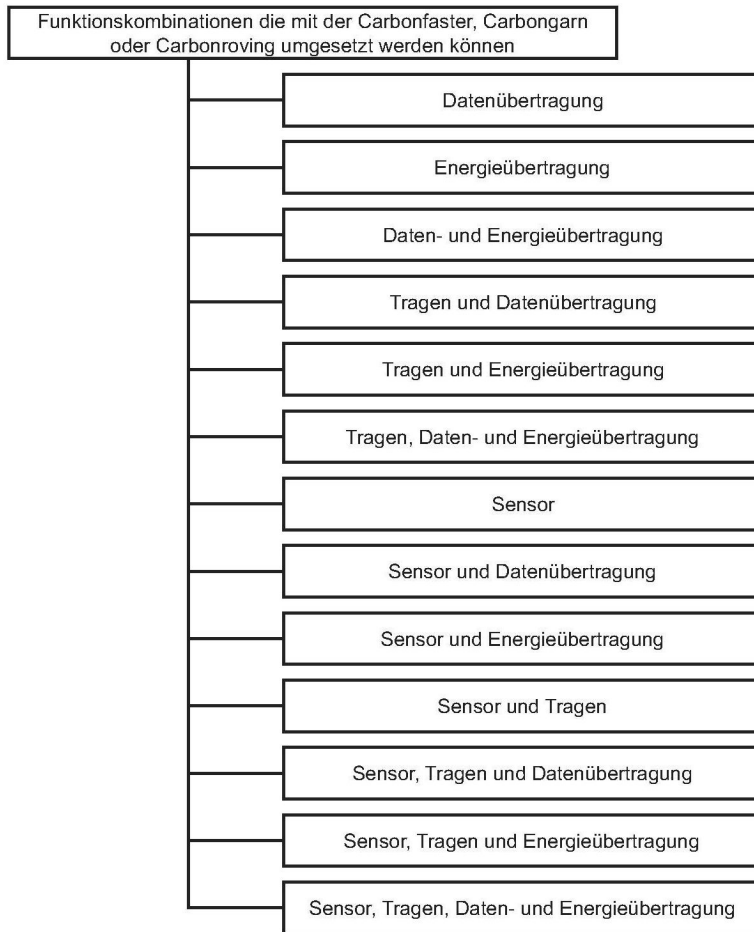 Funktionskombinationen die mit der Carbonfaster, Carbongarn
oder Carbonroving umgesetzt werden können
Datenübertragung
Energieübertragung
Daten- und Energieübertragung
Tragen und Datenübertragung
Tragen und Energieübertragung
Tragen, Daten- und Energieübertragung
Sensor
Sensor und Datenübertragung
Sensor und Energieübertragung
Sensor und Tragen
Sensor, Tragen und Datenübertragung
Sensor, Tragen und Energieübertragung
Sensor, Tragen, Daten- und Energieübertragung